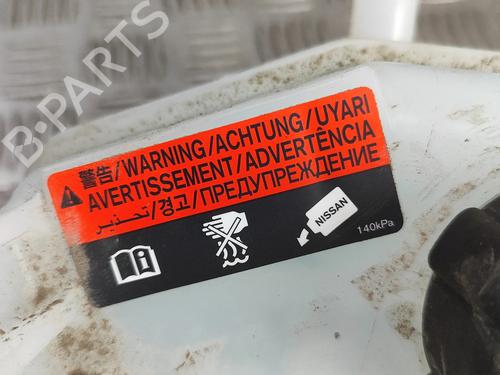 B-PARTS
警告/WARNING/ACHTUNG/UYARI
AVERTISSEMENT/ADVERTÊNCIA
تحذير/경고/ПРЕДУПРЕЖДЕНИЕ
NISSAN
140kPa